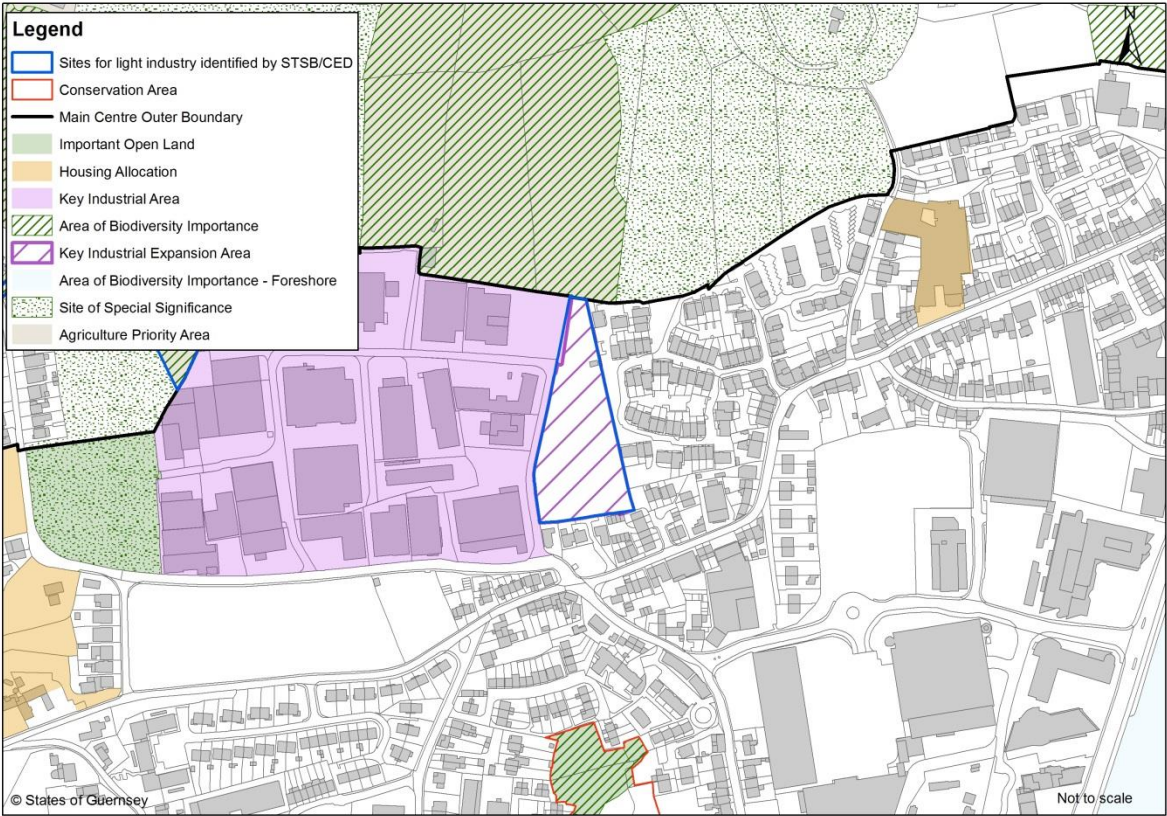 Legend
Sites for light industry identified by STSB/CED
Conservation Area
Main Centre Outer Boundary
Important Open Land
Housing Allocation
Key Industrial Area
Area of Biodiversity Importance
Key Industrial Expansion Area
Area of Biodiversity Importance - Foreshore
Site of Special Significance
Agriculture Priority Area
N
© States of Guernsey
Not to scale